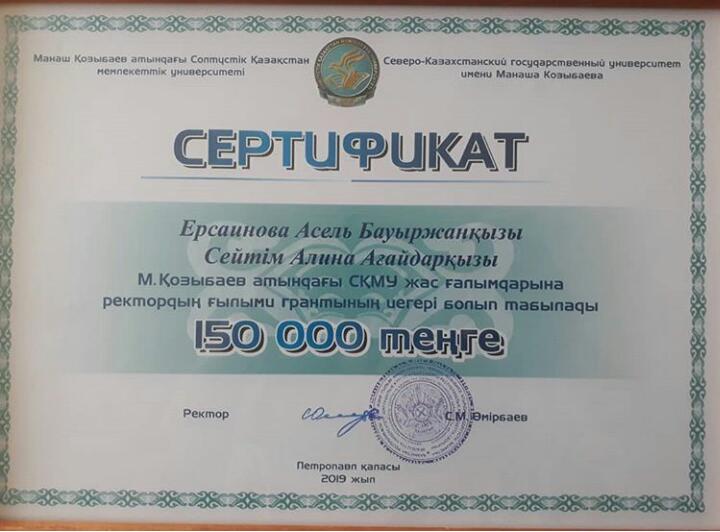 Манаш Қозыбаев атындағы Солтүстік Қазақстан
мемлекеттік университеті
Северо-Казахстанский государственный университет
имени Манаша Козыбаева
СЕРТИФИКАТ
Ерсаинова Асель Бауыржанқызы
Сейтім Алина Ағайдарқызы
М.Қозыбаев атындағы СҚМУ жас ғалымдарына
ректордың ғылыми грантының иегері болып табылады
150 000 теңге
Ректор
С.М.Өмірбаев
Петропавл қаласы
2019 жыл